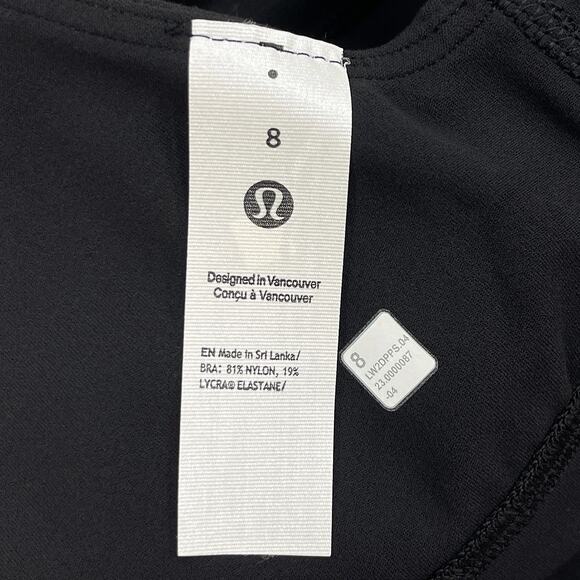 8
Designed in Vancouver
Conçu à Vancouver
EN Made in Sri Lanka/
BRA: 81% NYLON, 19%
LYCRA® ELASTANE/
8
LW2DPPS.04
23.0000087
-04